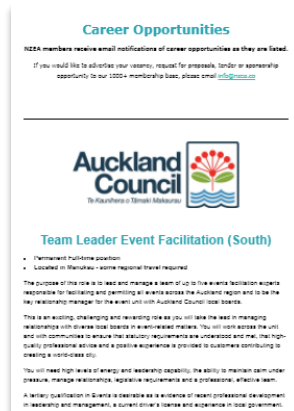 Career Opportunities
NZEA members receive email notifications of career opportunities as they are listed.
If you would like to advertise your vacancy, request for proposals, tender or sponsorship
opportunity to our 1000+ membership base, please email info@nzea.co
Auckland
Council
Te Kaunihera o Tāmaki Makaurau
Team Leader Event Facilitation (South)
• Permanent Full-time position
• Located in Manukau - some regional travel required
The purpose of this role is to lead and manage a team of up to five events facilitation experts
responsible for facilitating and permitting all events across the Auckland region and to be the
key relationship manager for the event unit with Auckland Council local boards.
This is an exciting, challenging and rewarding role as you will take the lead in managing
relationships with diverse local boards in event-related matters. You will work across the unit
and with communities to ensure that statutory requirements are understood and met, that high-
quality professional advice and a positive experience is provided to customers contributing to
creating a world-class city.
You will need high levels of energy and leadership capability, the ability to maintain calm under
pressure, manage relationships, legislative requirements and a professional, effective team.
A tertiary qualification in Events is desirable as is evidence of recent professional development
in leadership and management, a current driver's license and experience in local government.